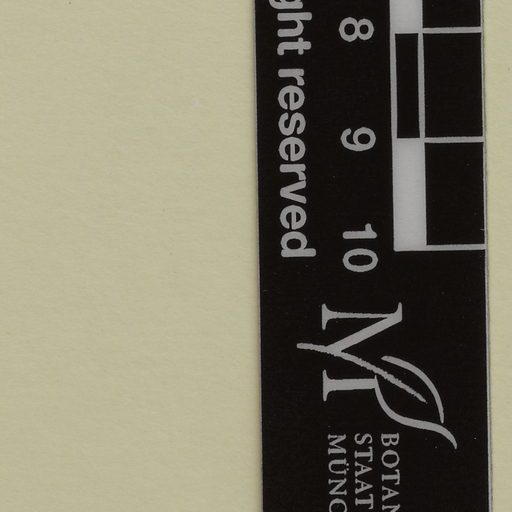 ght reserved
8
9
10
BOTAN
STAAT
MÜNC